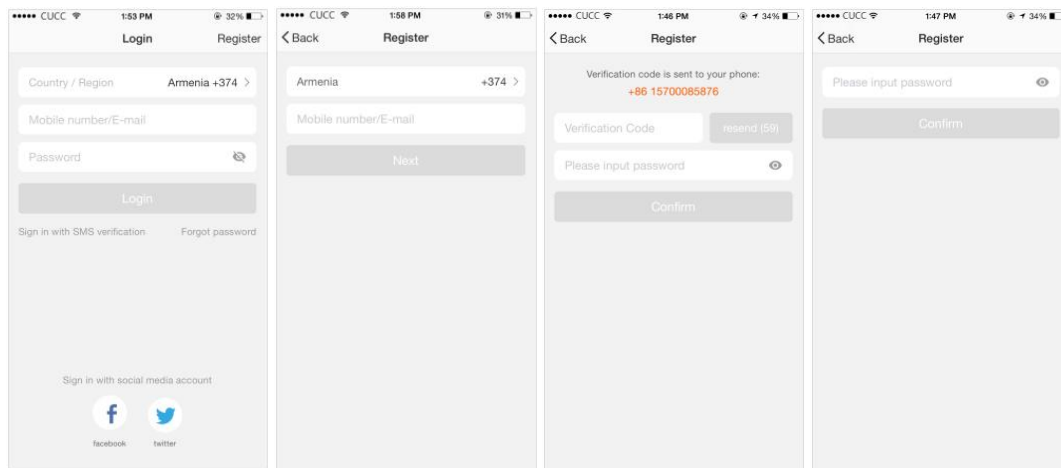 CUCC 1:53 PM 32%
Login Register
Country / Region Armenia +374
Mobile number/E-mail
Password
Login
Sign in with SMS verification Forgot password
Sign in with social media account
f
facebook twitter
CUCC 1:58 PM 31%
Back Register
Armenia +374
Mobile number/E-mail
Next
CUCC 1:46 PM 34%
Back Register
Verification code is sent to your phone:
+86 15700085876
Verification Code resend (59)
Please input password
Confirm
CUCC 1:47 PM 34%
Back Register
Please input password
Confirm